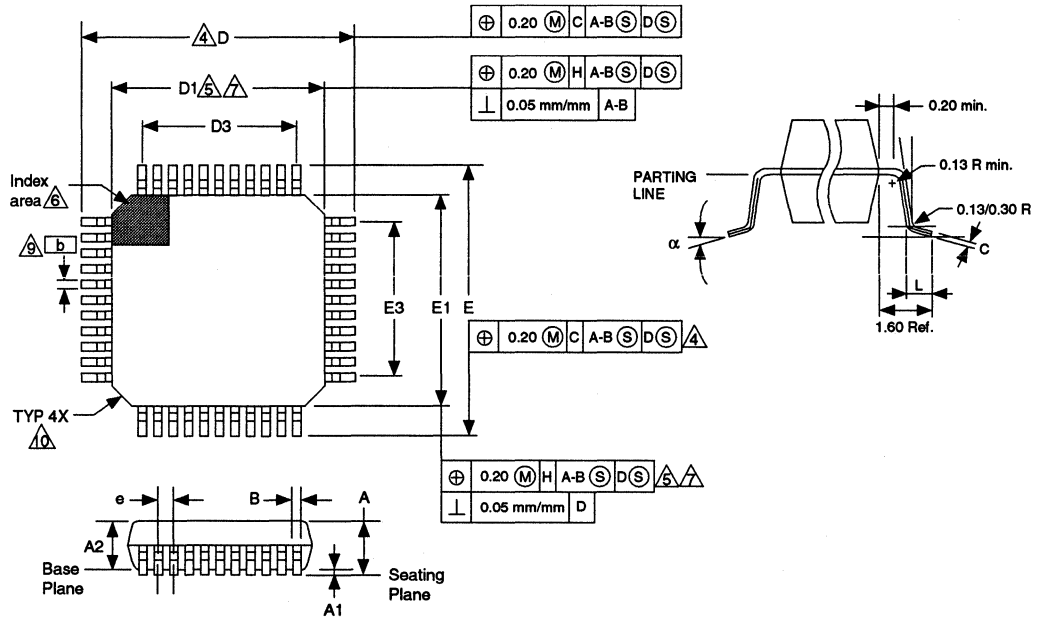 ⊕ 0.20 Ⓜ C A-B Ⓢ D Ⓢ
4 D
⊕ 0.20 Ⓜ H A-B Ⓢ D Ⓢ
D1 5 7
⊥ 0.05 mm/mm A-B
0.20 min.
D3
0.13 R min.
PARTING
LINE
Index
area 6
0.13/0.30 R
9 b
α
C
L
E3
E1
E
1.60 Ref.
⊕ 0.20 Ⓜ C A-B Ⓢ D Ⓢ 4
TYP 4X
10
⊕ 0.20 Ⓜ H A-B Ⓢ D Ⓢ 5 7
⊥ 0.05 mm/mm D
e
B
A
A2
Base
Plane
Seating
Plane
A1